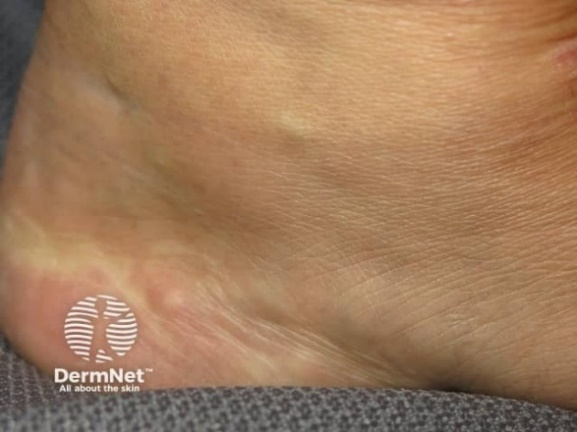 DermNet™
All about the skin